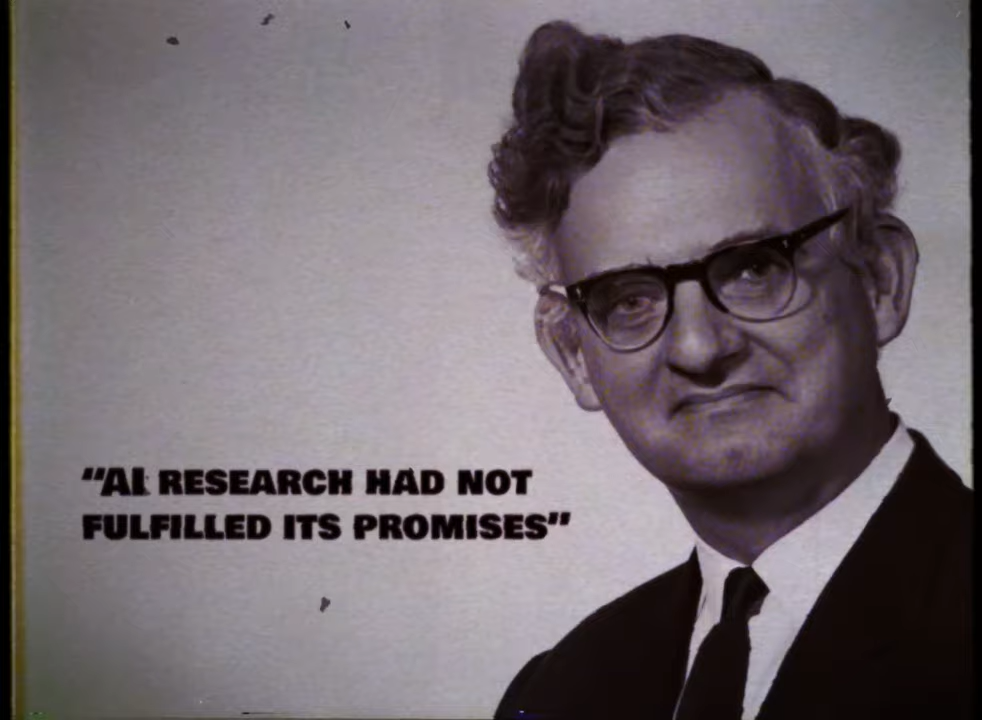 “AI RESEARCH HAD NOT
FULFILLED ITS PROMISES”